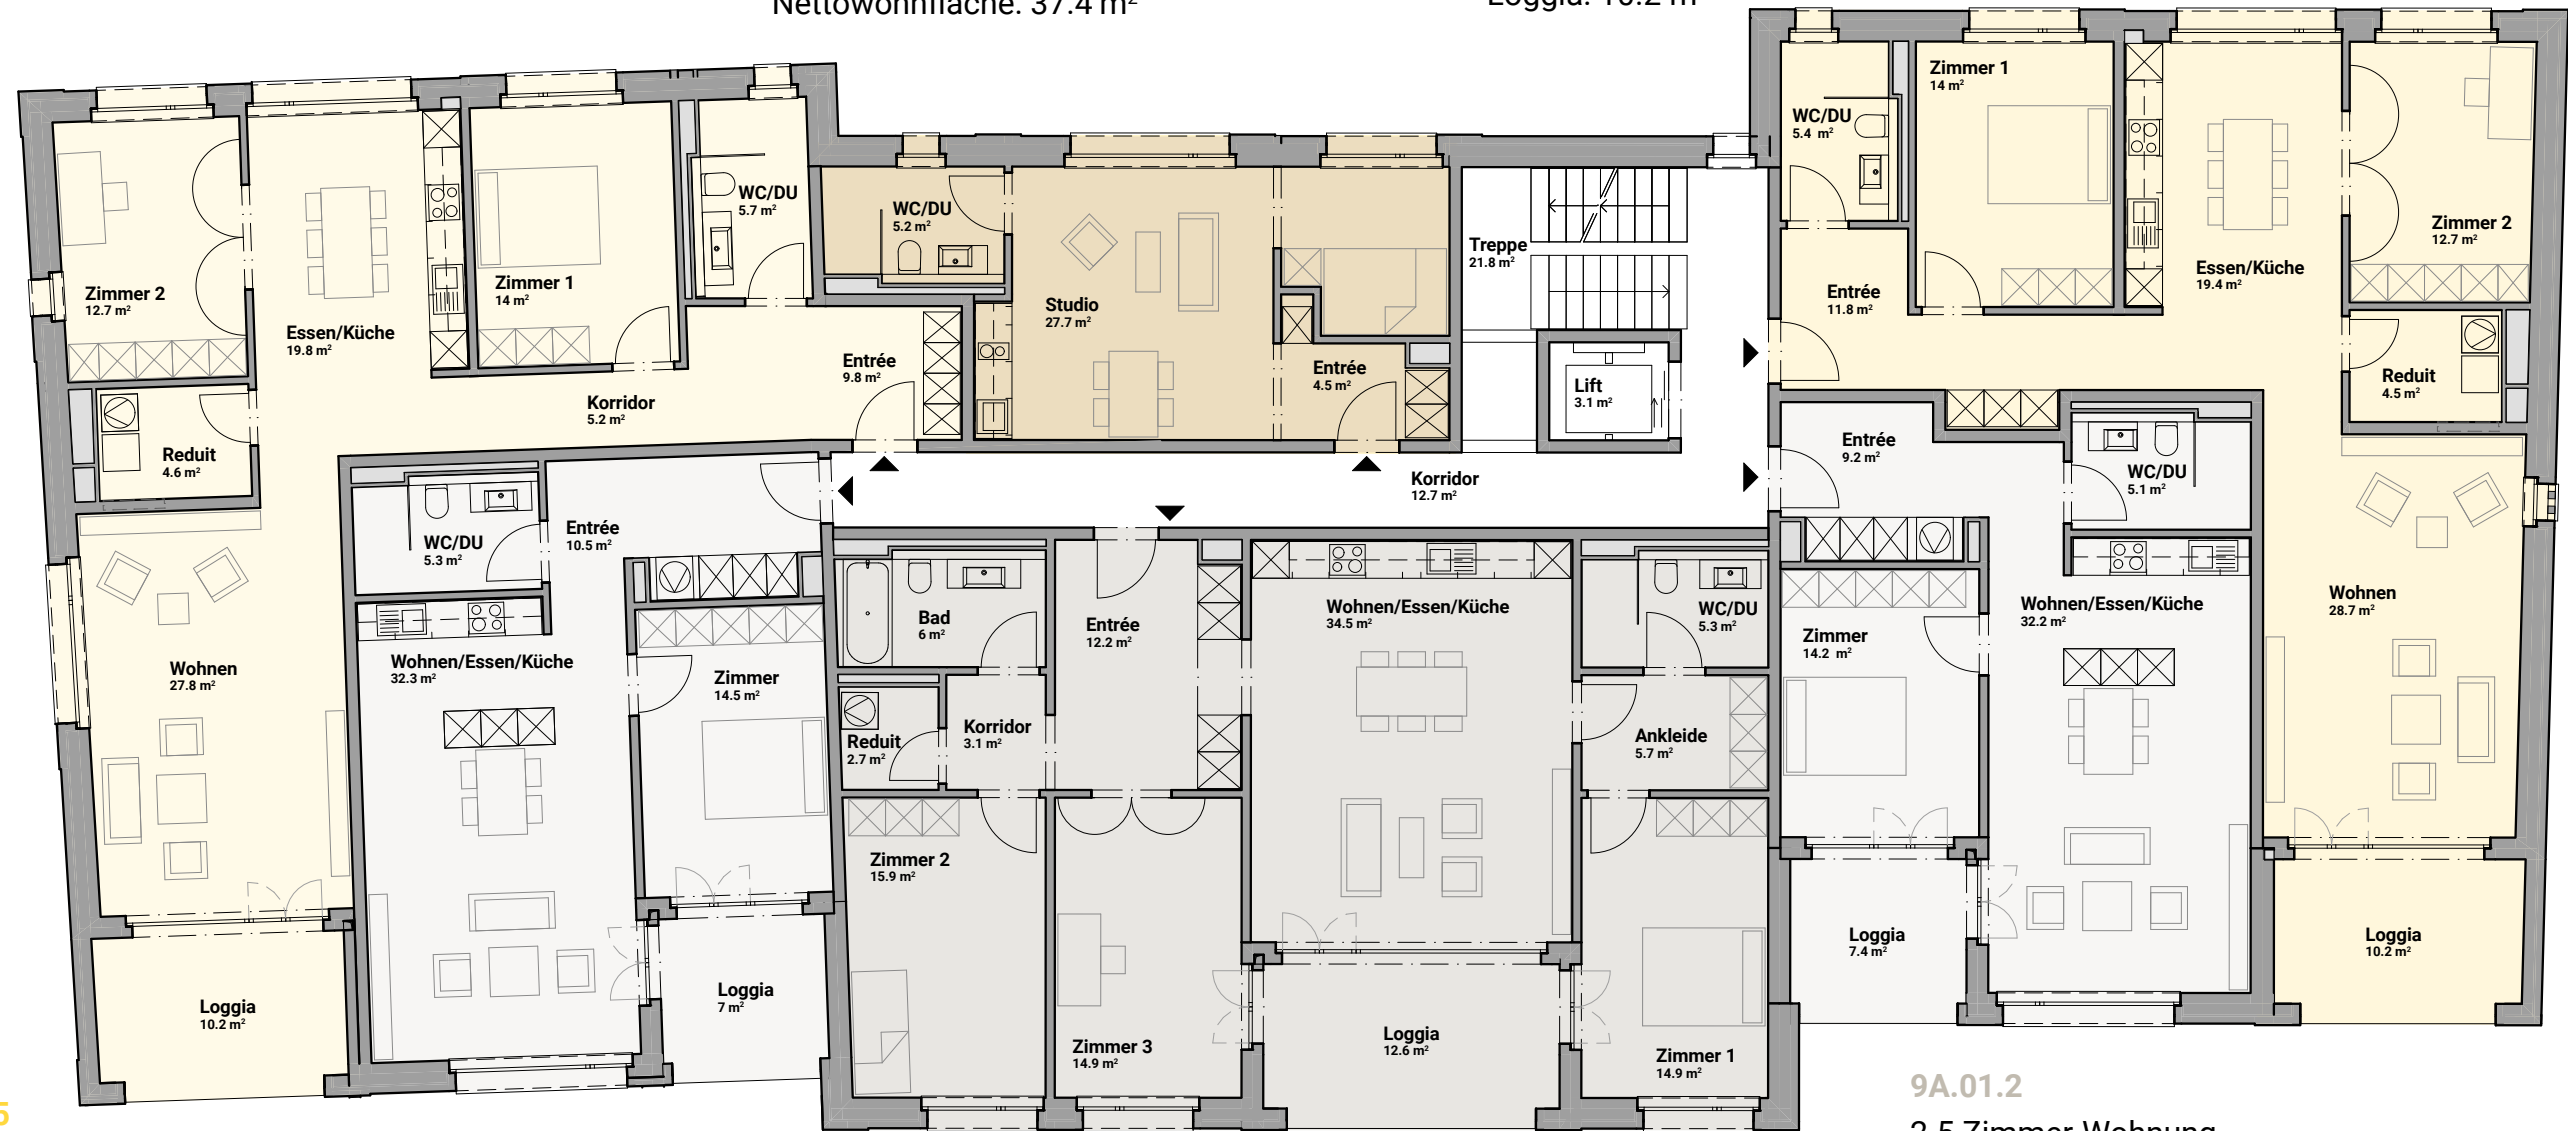 Nettowohnfläche: 37.4 m²
Loggia: 10.2 m²
Zimmer 2
12.7 m²
Essen/Küche
19.8 m²
Zimmer 1
14 m²
WC/DU
5.7 m²
WC/DU
5.2 m²
Studio
27.7 m²
Entrée
4.5 m²
Treppe
21.8 m²
Lift
3.1 m²
WC/DU
5.4 m²
Zimmer 1
14 m²
Entrée
11.8 m²
Essen/Küche
19.4 m²
Zimmer 2
12.7 m²
Reduit
4.5 m²
Entrée
9.8 m²
Korridor
5.2 m²
Reduit
4.6 m²
Korridor
12.7 m²
Entrée
9.2 m²
WC/DU
5.1 m²
WC/DU
5.3 m²
Entrée
10.5 m²
Wohnen
27.8 m²
Wohnen/Essen/Küche
32.3 m²
Zimmer
14.5 m²
Bad
6 m²
Entrée
12.2 m²
Wohnen/Essen/Küche
34.5 m²
WC/DU
5.3 m²
Zimmer
14.2 m²
Wohnen/Essen/Küche
32.2 m²
Wohnen
28.7 m²
Reduit
2.7 m²
Korridor
3.1 m²
Ankleide
5.7 m²
Zimmer 2
15.9 m²
Loggia
10.2 m²
Loggia
7 m²
Zimmer 3
14.9 m²
Loggia
12.6 m²
Zimmer 1
14.9 m²
Loggia
7.4 m²
Loggia
10.2 m²
5
9A.01.2
2.5 Zimmer-Wohnung